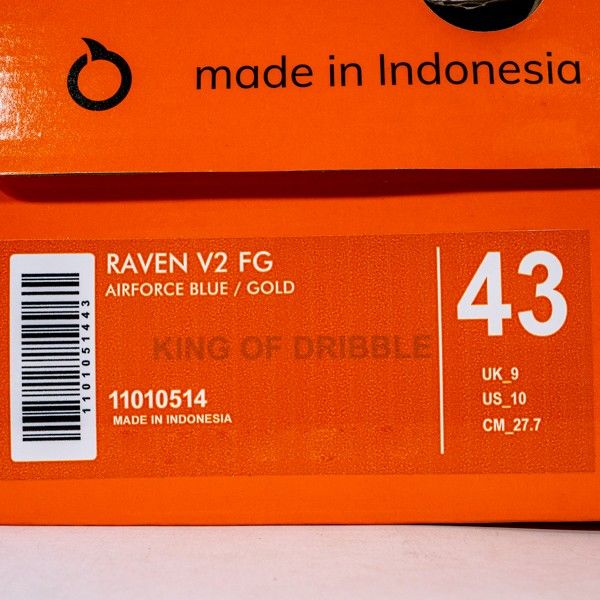 made in Indonesia
RAVEN V2 FG
AIRFORCE BLUE / GOLD
KING OF DRIBBLE
11010514
MADE IN INDONESIA
1101051443
43
UK_9
US_10
CM_27.7